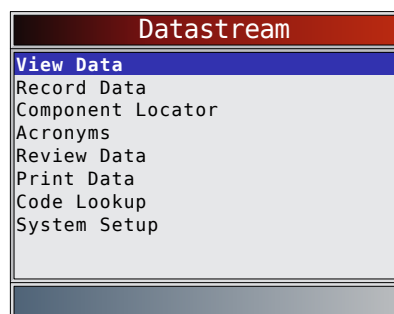 Datastream
View Data
Record Data
Component Locator
Acronyms
Review Data
Print Data
Code Lookup
System Setup